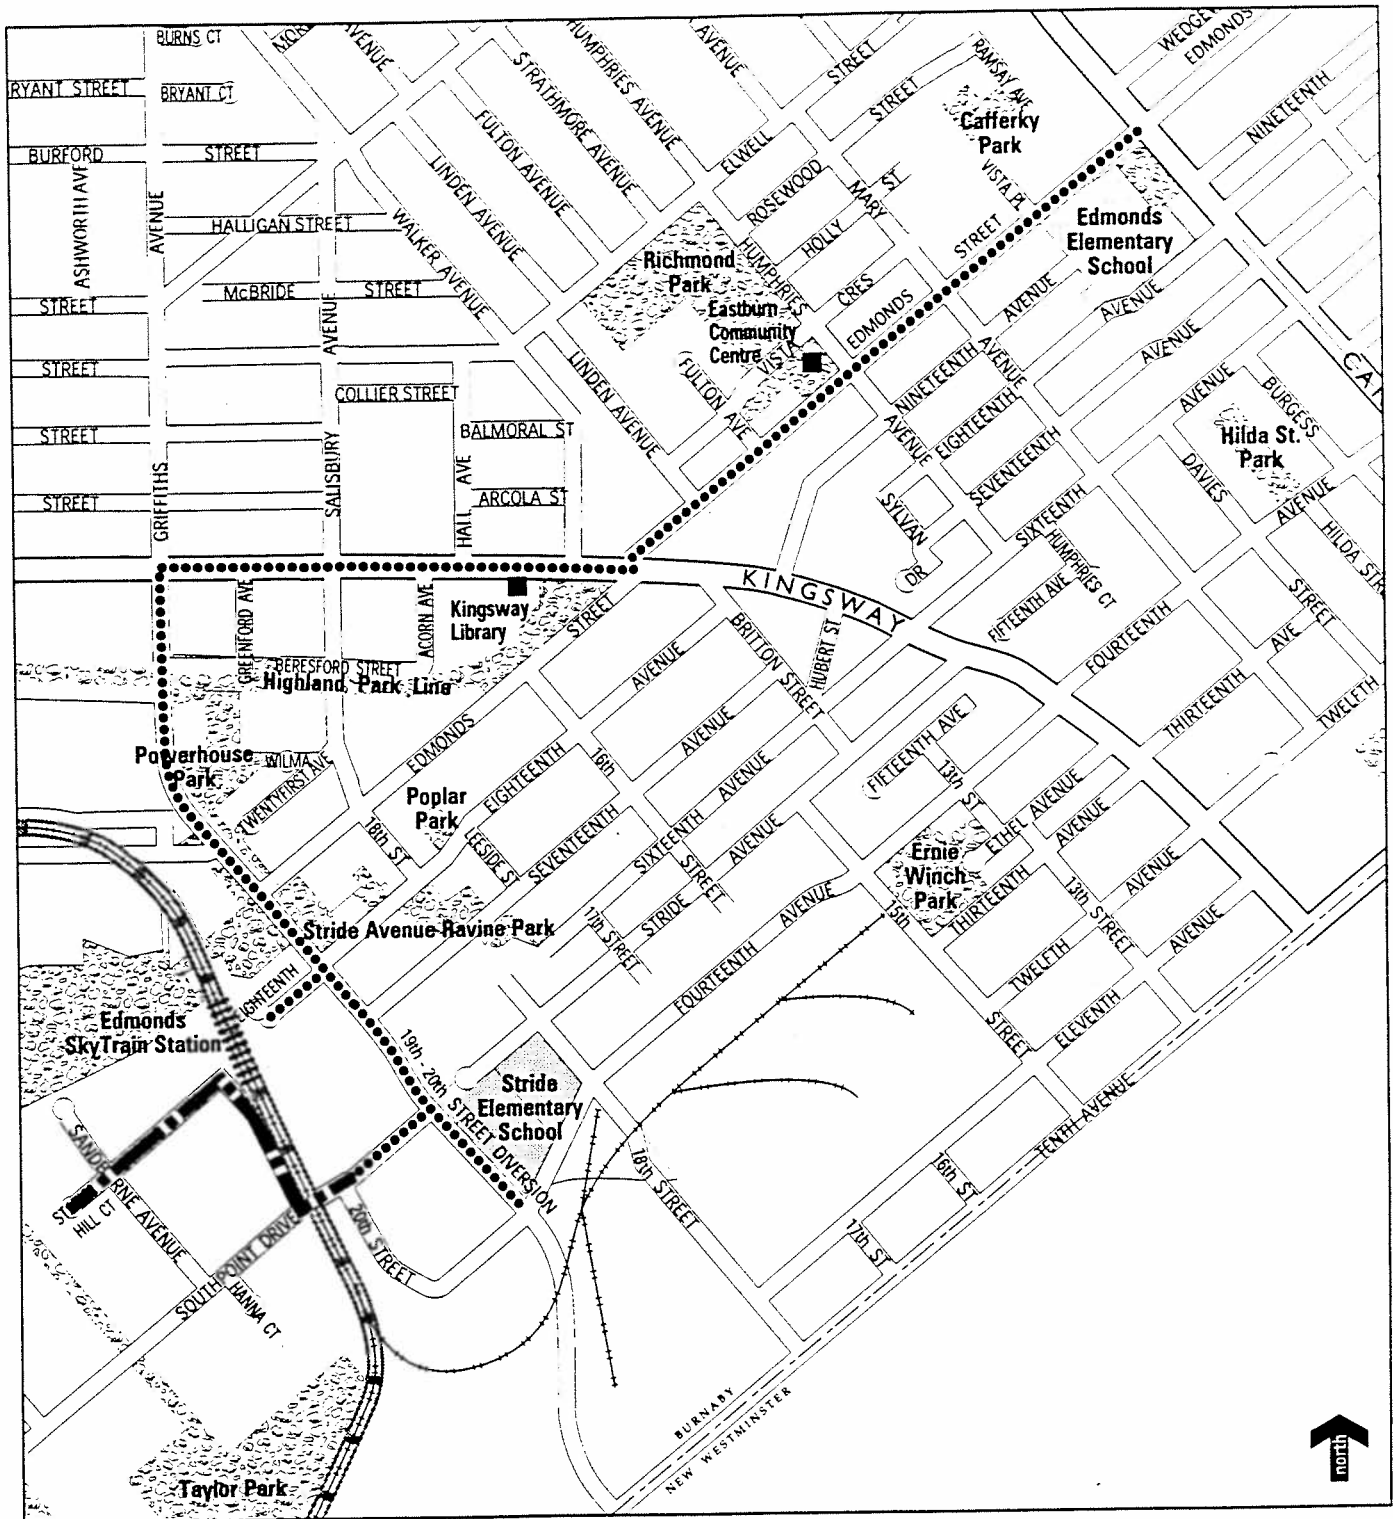 BURNS CT
AVENUE
HUMPHRIES AVENUE
AVENUE
STREET
RAMSAY AVE
EDMONDS
RYANT STREET
BRYANT CT
STRATHMORE AVENUE
STREET
Cafferky
Park
NINETEENTH
BURFORD
STREET
FULTON AVENUE
ELWELL
ASHWORTH AVE
AVENUE
LINDEN AVENUE
ROSEWOOD
MARY ST
VISTA PL
HALLIGAN STREET
WALKER AVENUE
HOLLY
CRES
STREET
Edmonds
Elementary
School
Richmond
Park
HUMPHRIES
STREET
McBRIDE
STREET
AVENUE
Eastburn
Community
Centre
VISTA
EDMONDS
AVENUE
AVENUE
AVENUE
STREET
COLLIER STREET
LINDEN AVENUE
FULTON AVE
NINETEENTH
AVENUE
AVENUE
BURGESS
STREET
BALMORAL ST
AVENUE
EIGHTEENTH
Hilda St.
Park
GRIFFITHS
SALISBURY
HALL AVE
SEVENTEENTH
DAVIES
STREET
ARCOLA ST
SYLVAN
DR
SIXTEENTH
AVENUE
HUMPHRIES CT
KINGSWAY
GREENFORD AVE
ACORN AVE
Kingsway
Library
STREET
FIFTEENTH AVE
STREET
BERESFORD STREET
Highland Park Line
AVENUE
BRITTON STREET
HUBERT ST
FOURTEENTH
AVE
THIRTEENTH
TWELFTH
Powerhouse
Park
WILMA
TWENTYFIRST AVE
EDMONDS
EIGHTEENTH
16th
STREET
AVENUE
FIFTEENTH AVE
13th ST
Poplar
Park
18th ST
LEESIDE ST
SEVENTEENTH
SIXTEENTH
AVENUE
AVENUE
ETHEL AVENUE
AVENUE
Ernie
Winch
Park
AVENUE
Stride Avenue Ravine Park
17th STREET
STRIDE
AVENUE
15th
STREET
THIRTEENTH
13th STREET
AVENUE
FOURTEENTH
TWELFTH
Edmonds
SkyTrain Station
ELEVENTH
19th - 20th STREET DIVERSION
Stride
Elementary
School
TENTH AVENUE
HILL CT
18th STREET
16th ST
17th ST
20th STREET
SOUTHPOINT DRIVE
HANNA CT
BURNABY
NEW WESTMINSTER
Taylor Park
north